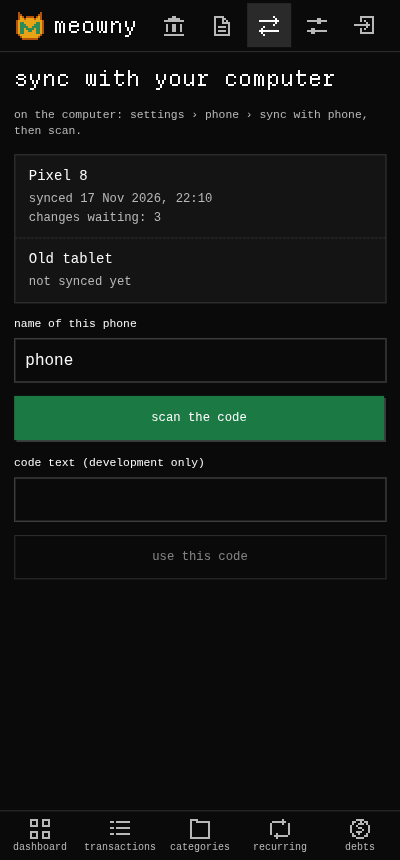 meowny
sync with your computer
on the computer: settings › phone › sync with phone,
then scan.
Pixel 8
synced 17 Nov 2026, 22:10
changes waiting: 3
Old tablet
not synced yet
name of this phone
phone
scan the code
code text (development only)
use this code
dashboard transactions categories recurring debts